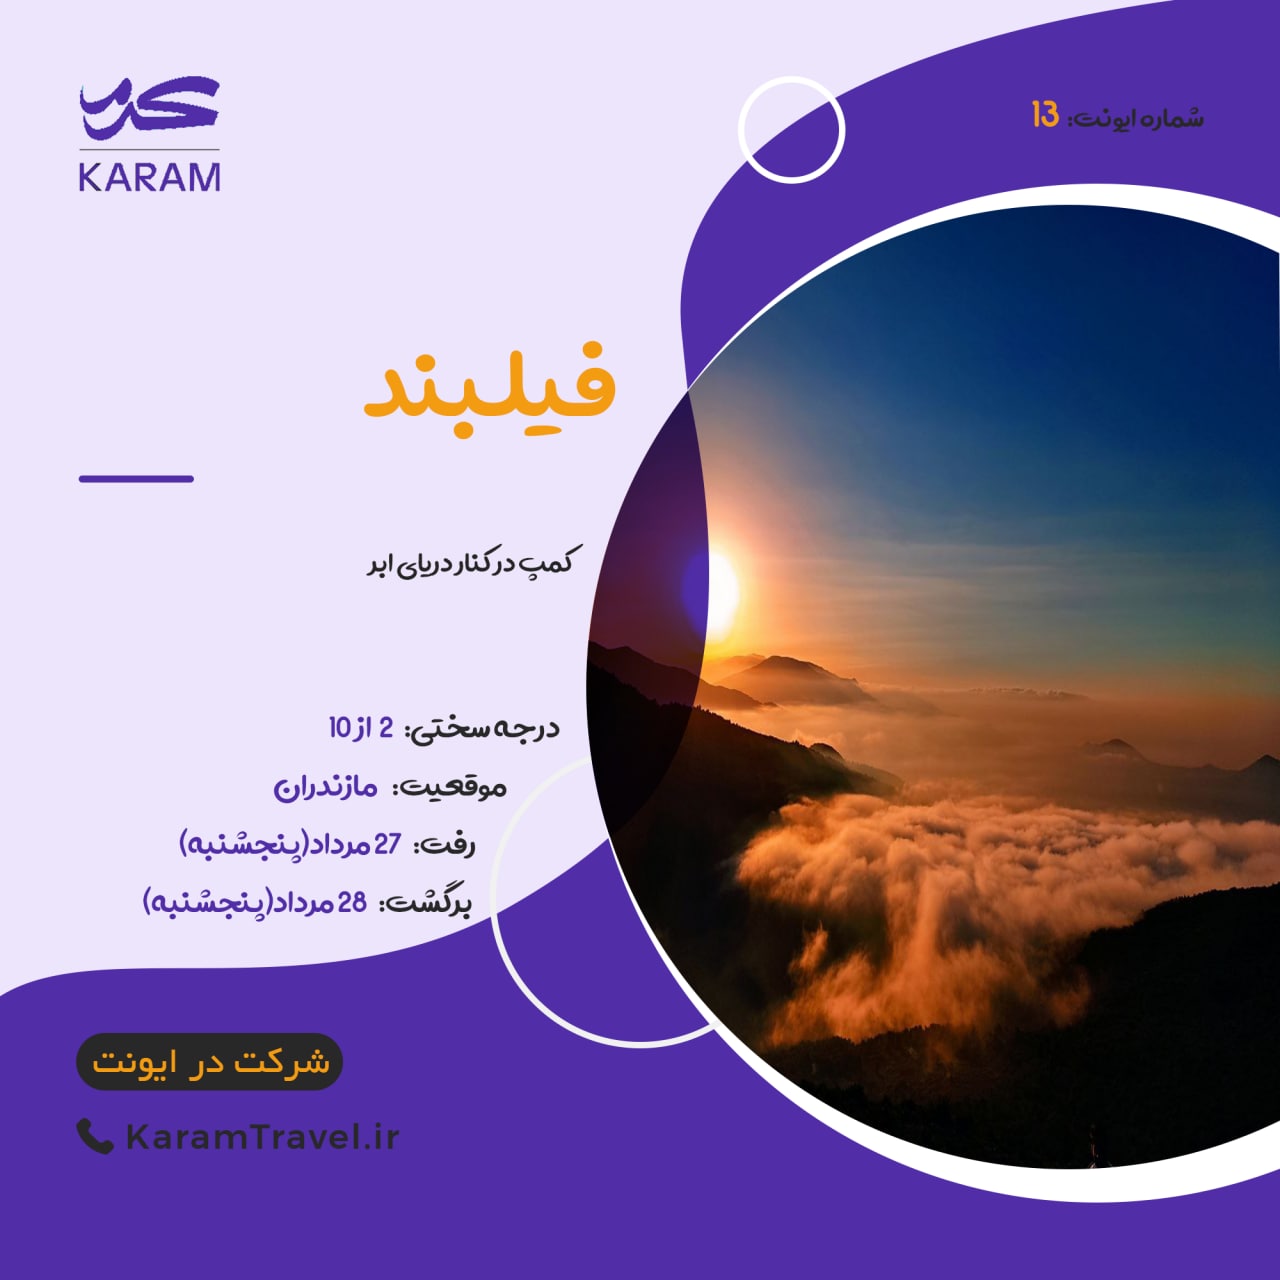 کرم
KARAM
شماره ایونت: 13
فیلبند
کمپ در کنار دریای ابر
درجه سختی: 2 از 10
موقعیت: مازندران
رفت: 27 مرداد(پنجشنبه)
برگشت: 28 مرداد(پنجشنبه)
شرکت در ایونت
KaramTravel.ir